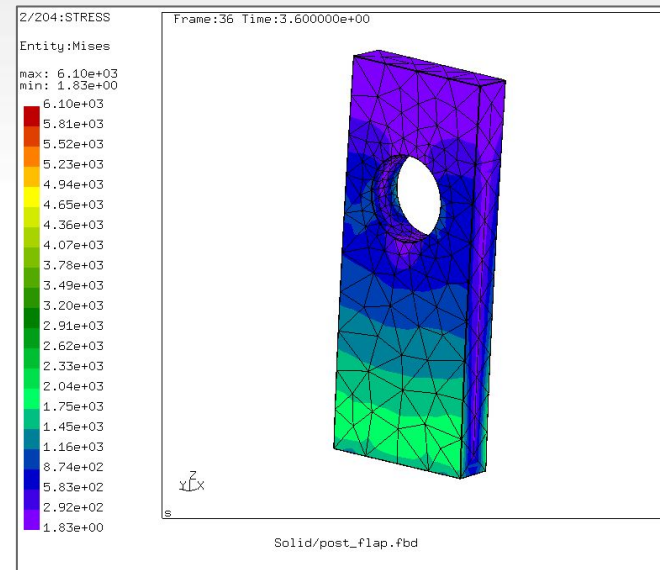 2/204:STRESS
Entity:Mises
max: 6.10e+03
min: 1.83e+00
6.10e+03
5.81e+03
5.52e+03
5.23e+03
4.94e+03
4.65e+03
4.36e+03
4.07e+03
3.78e+03
3.49e+03
3.20e+03
2.91e+03
2.62e+03
2.33e+03
2.04e+03
1.75e+03
1.45e+03
1.16e+03
8.74e+02
5.83e+02
2.92e+02
1.83e+00
Frame:36 Time:3.600000e+00
Z
Y X
s
Solid/post_flap.fbd